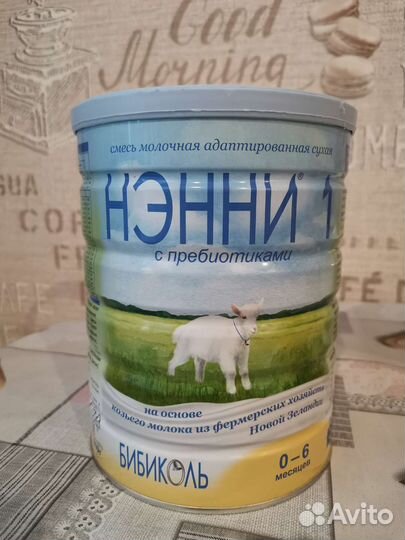 Good
Morning
смесь молочная адаптированная сухая
НЭННИ® 1
с пребиотиками
на основе
козьего молока из фермерских хозяйств
Новой Зеландии
БИБИКОЛЬ
0–6
месяцев
Avito